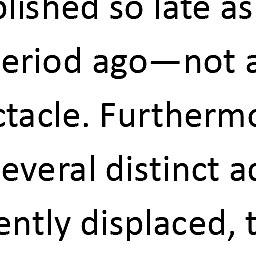 blished so late as
eriod ago—not a
ctacle. Furthermo
everal distinct ac
ently displaced, t